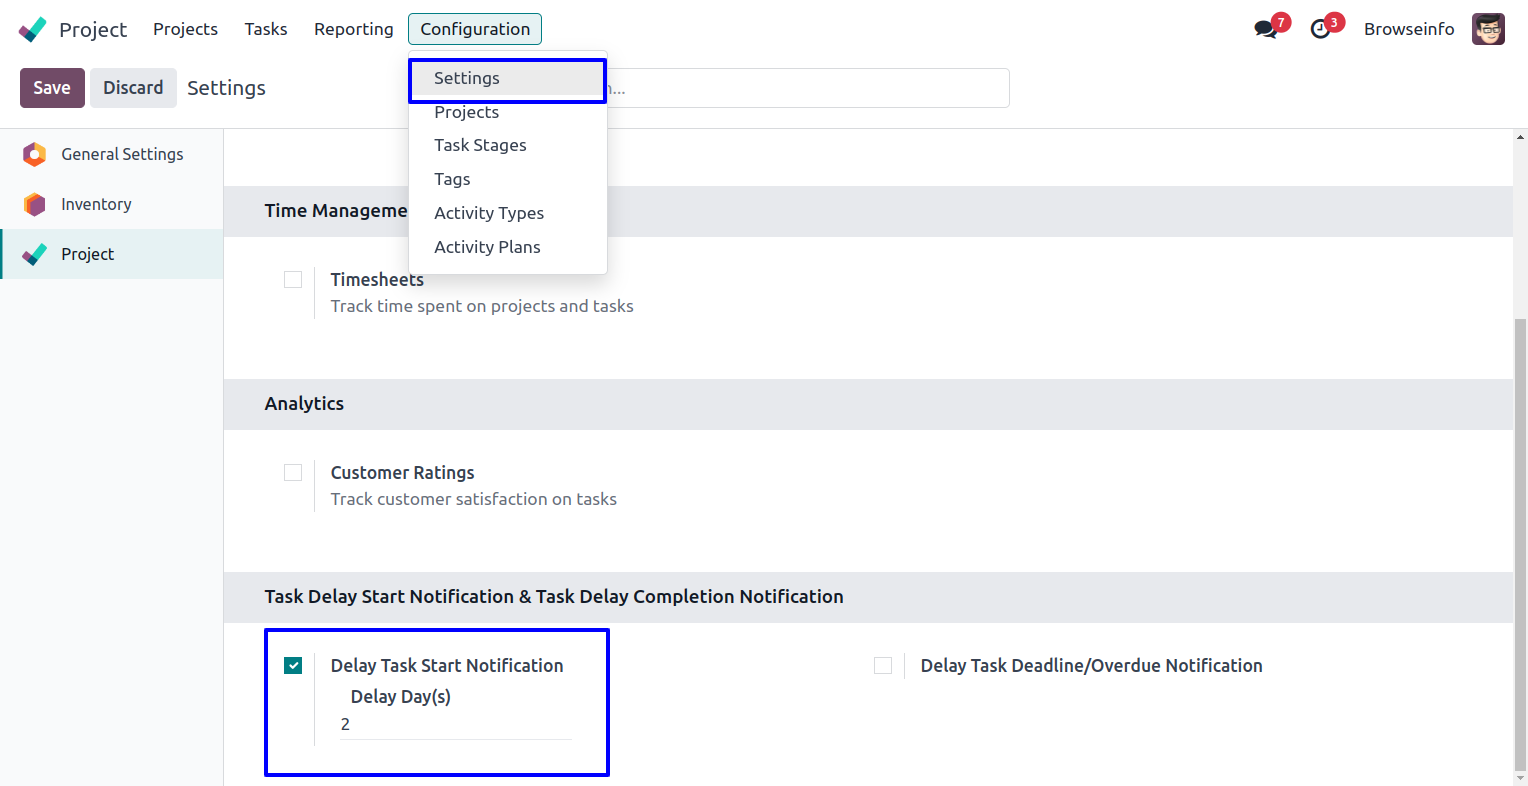 Project Projects Tasks Reporting Configuration 7 3 Browseinfo
Save Discard Settings
Settings
Projects
Task Stages
Tags
Activity Types
Activity Plans
General Settings
Inventory
Project
Time Manageme
Timesheets
Track time spent on projects and tasks
Analytics
Customer Ratings
Track customer satisfaction on tasks
Task Delay Start Notification & Task Delay Completion Notification
Delay Task Start Notification Delay Task Deadline/Overdue Notification
Delay Day(s)
2